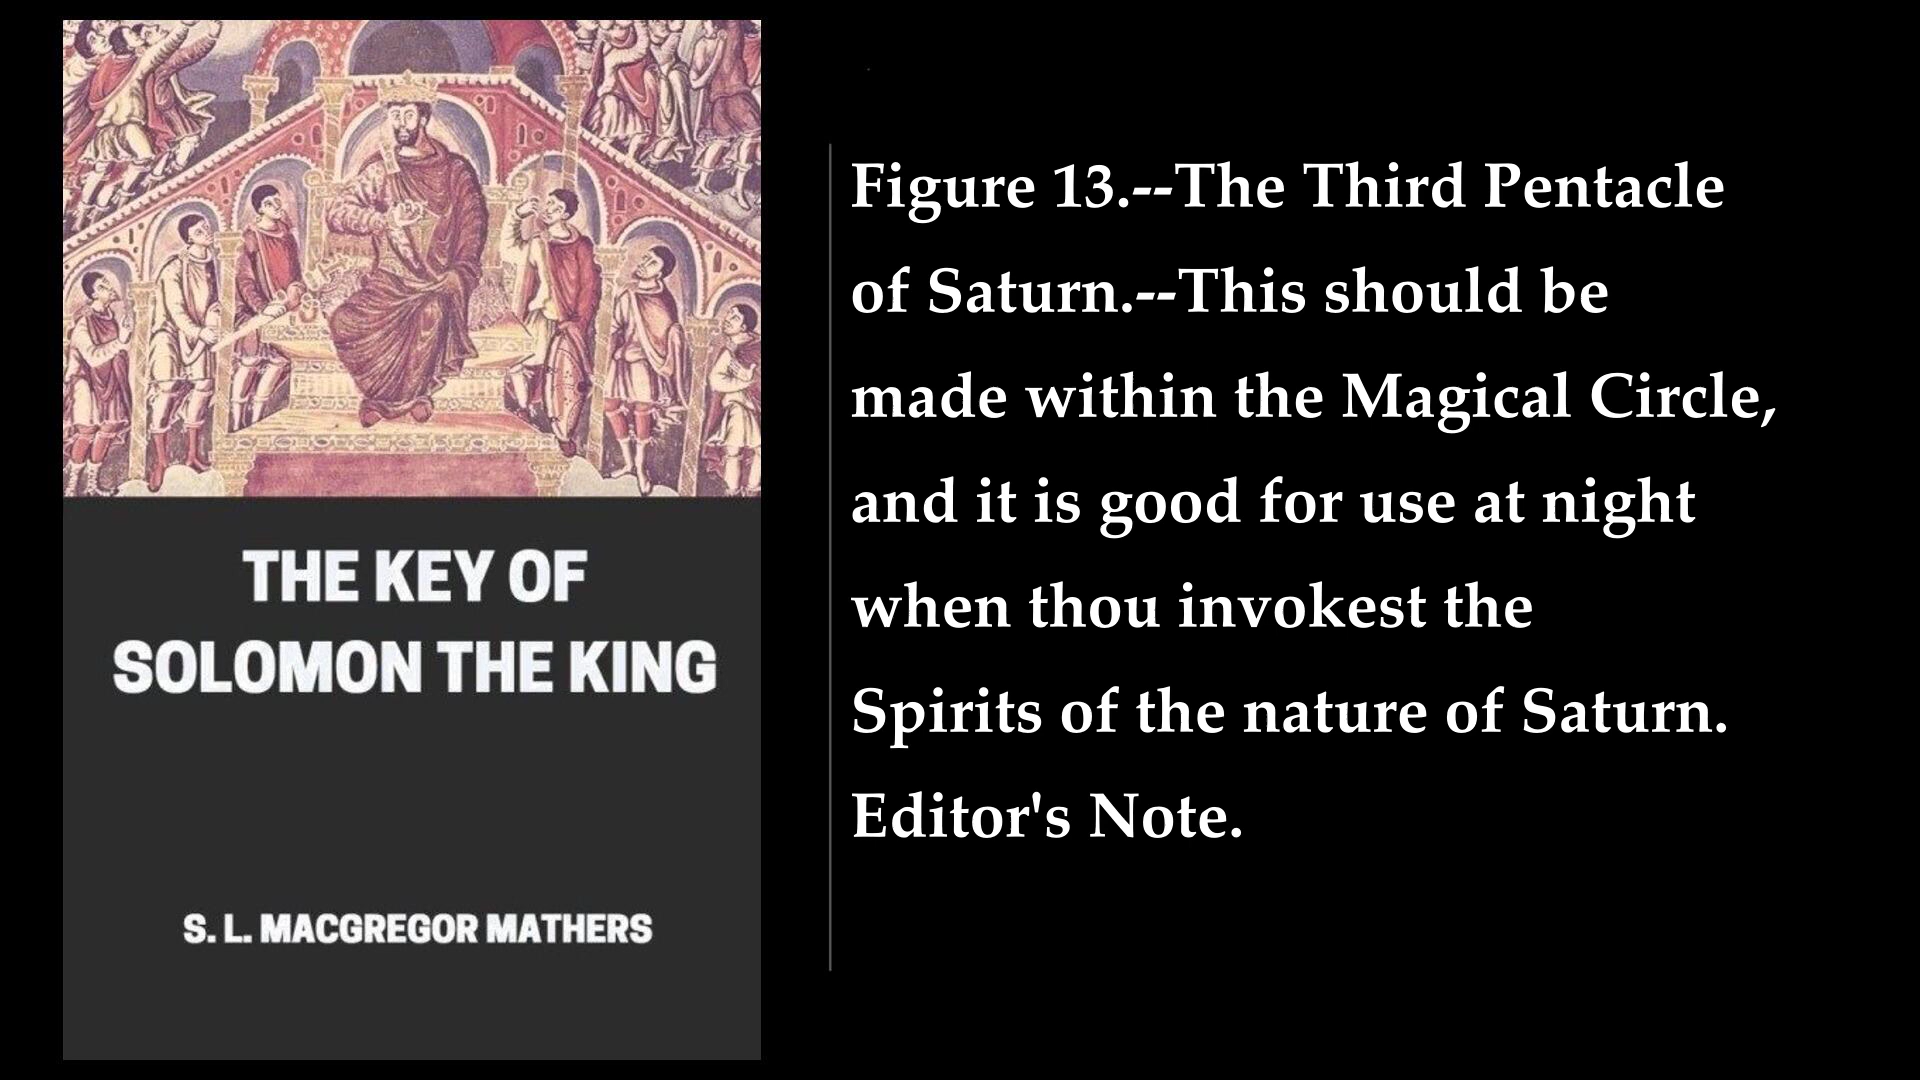 THE KEY OF
SOLOMON THE KING
S. L. MACGREGOR MATHERS
Figure 13.--The Third Pentacle
of Saturn.--This should be
made within the Magical Circle,
and it is good for use at night
when thou invokest the
Spirits of the nature of Saturn.
Editor's Note.